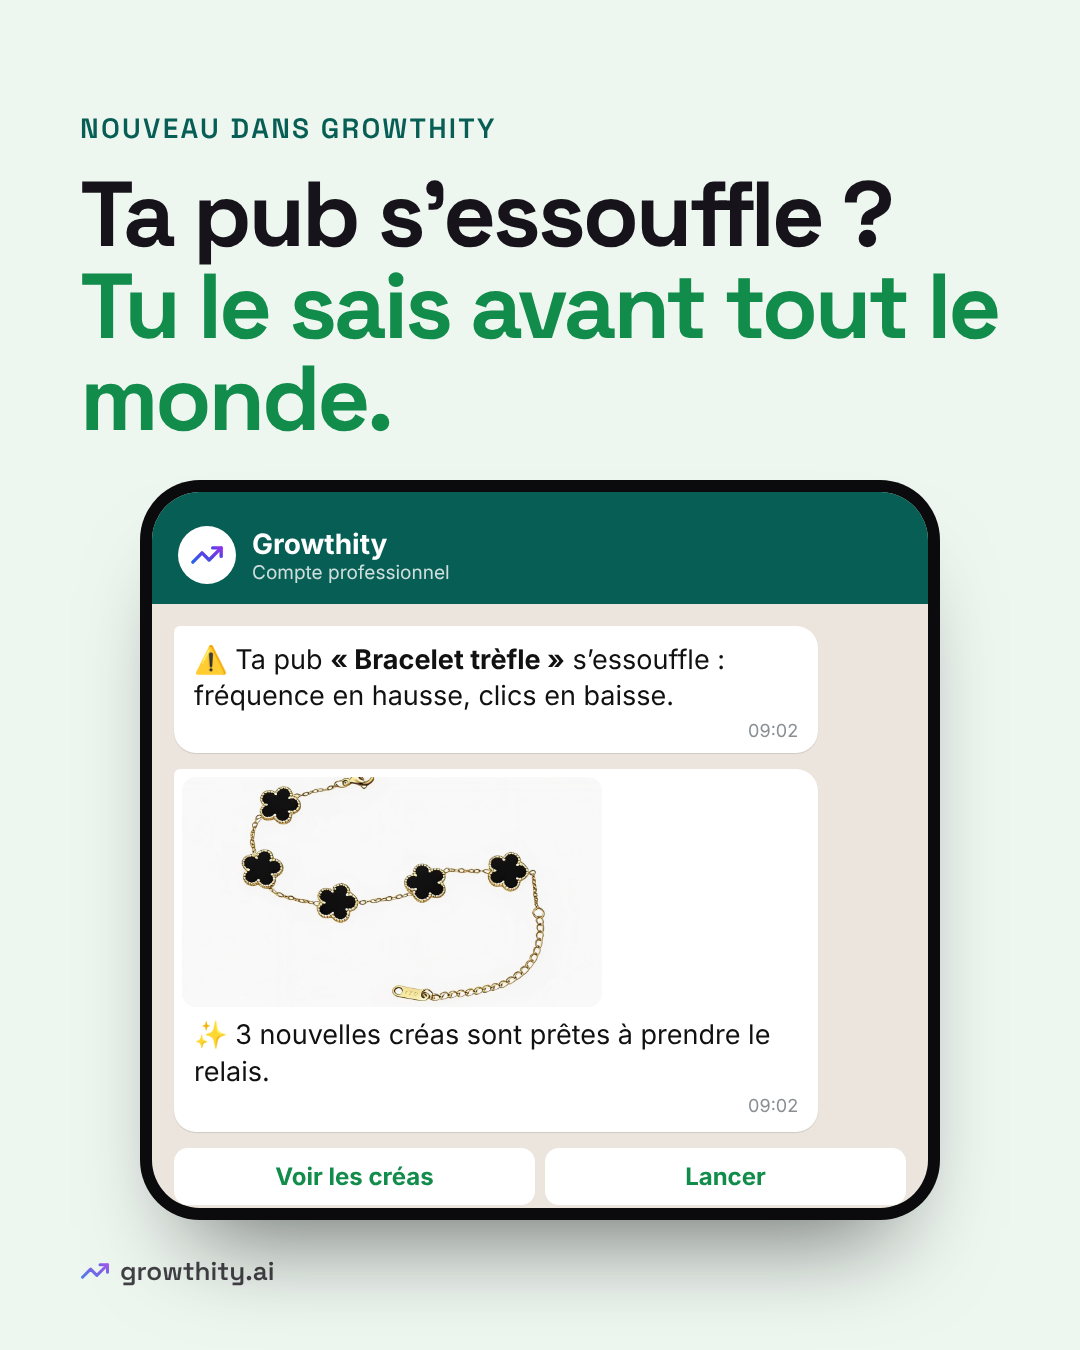 NOUVEAU DANS GROWTHITY
Ta pub s’essouffle ?
Tu le sais avant tout le
monde.
Growthity
Compte professionnel
⚠️ Ta pub « Bracelet trèfle » s’essouffle :
fréquence en hausse, clics en baisse.
09:02
✨ 3 nouvelles créas sont prêtes à prendre le
relais.
09:02
Voir les créas
Lancer
growthity.ai